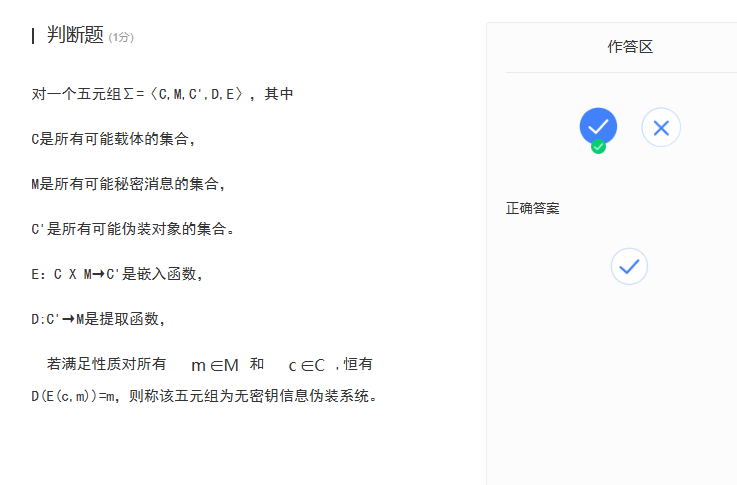 判断题 (1分)
对一个五元组∑=〈C,M,C',D,E〉，其中
C是所有可能载体的集合，
M是所有可能秘密消息的集合，
C'是所有可能伪装对象的集合。
E：C X M→C'是嵌入函数，
D:C'→M是提取函数，
若满足性质对所有 m∈M 和 c∈C ,恒有
D(E(c,m))=m，则称该五元组为无密钥信息伪装系统。
作答区
正确答案